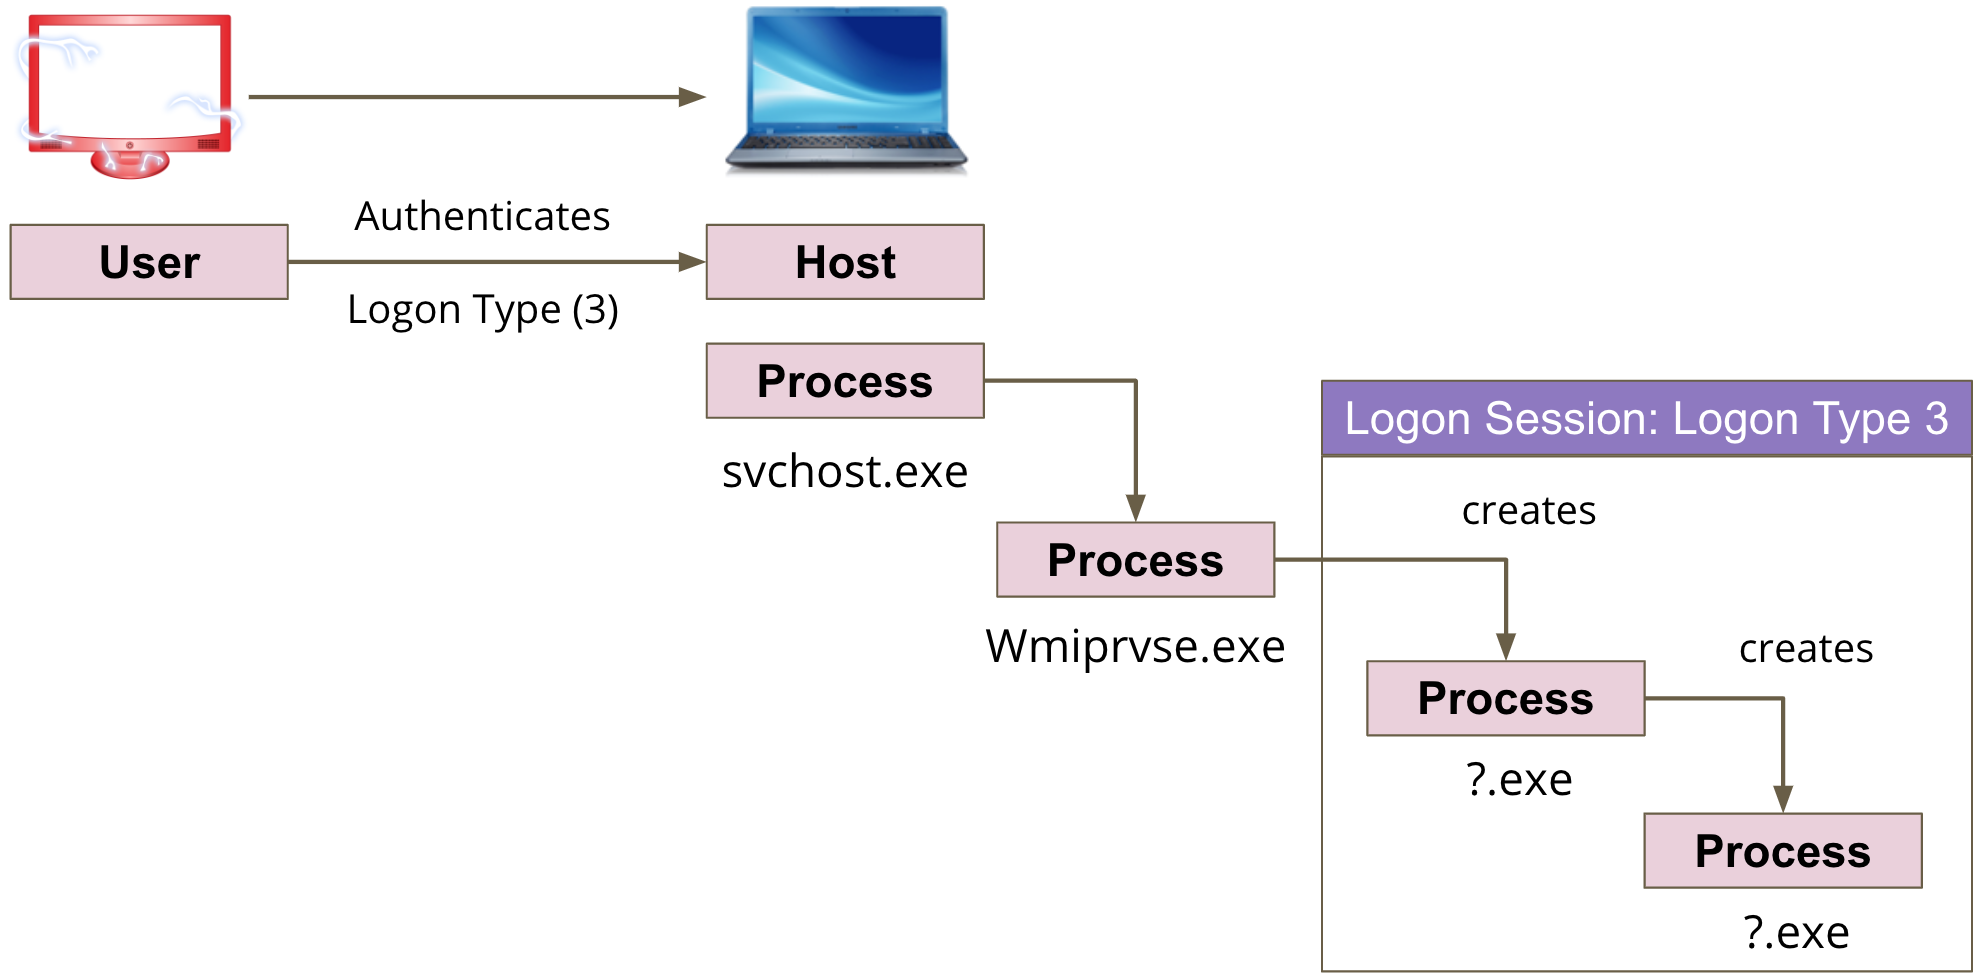 Authenticates
User
Host
Logon Type (3)
Process
Logon Session: Logon Type 3
svchost.exe
creates
Process
Wmiprvse.exe
creates
Process
?.exe
Process
?.exe